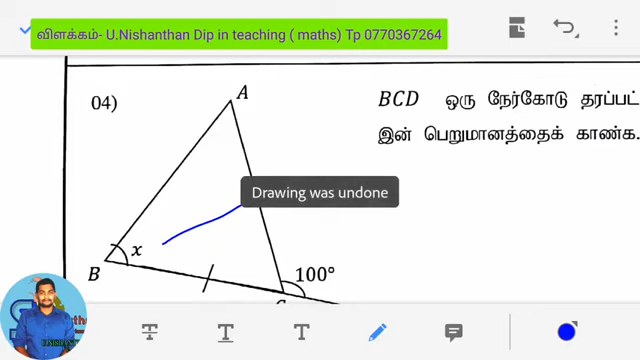 விளக்கம்- U.Nishanthan Dip in teaching ( maths) Tp 0770367264
04)
A
BCD ஒரு நேர்கோடு தரப்பட்
இன் பெறுமானத்தைக் காண்க.
Drawing was undone
x
B
100°
T T T